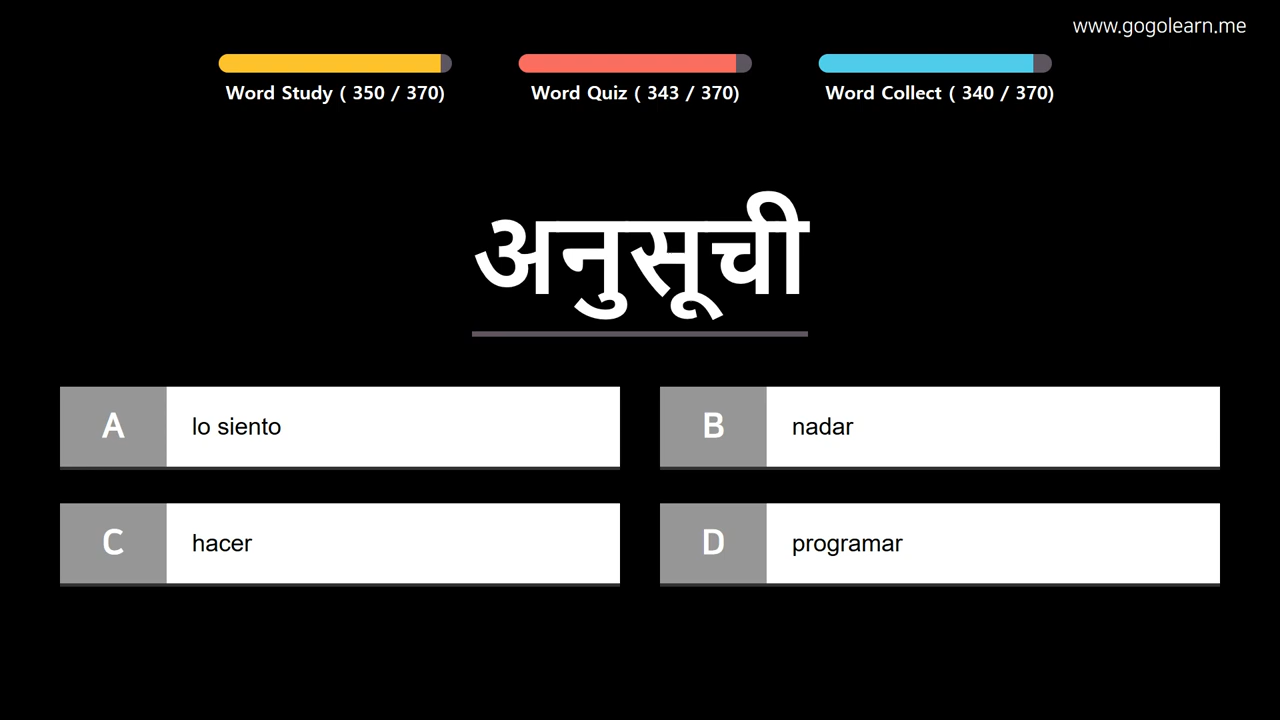 www.gogolearn.me
Word Study ( 350 / 370)
Word Quiz ( 343 / 370)
Word Collect ( 340 / 370)
अनुसूची
A lo siento
B nadar
C hacer
D programar